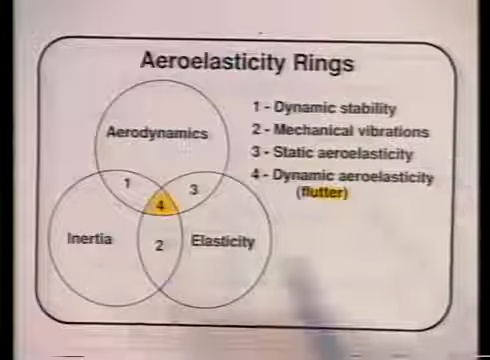 Aeroelasticity Rings
Aerodynamics
1 - Dynamic stability
2 - Mechanical vibrations
3 - Static aeroelasticity
4 - Dynamic aeroelasticity
(flutter)
1
3
4
Inertia
2
Elasticity